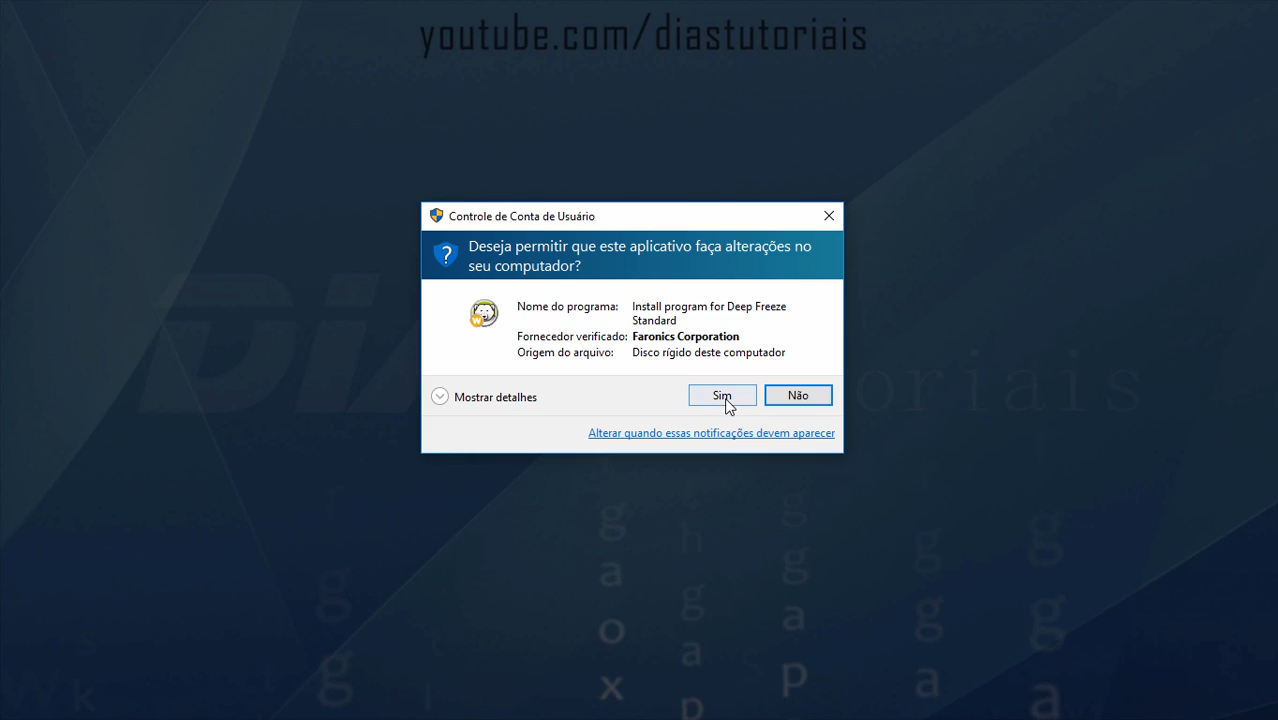 youtube.com/diastutoriais
Controle de Conta de Usuário
Deseja permitir que este aplicativo faça alterações no
seu computador?
Nome do programa: Install program for Deep Freeze
Standard
Fornecedor verificado: Faronics Corporation
Origem do arquivo: Disco rígido deste computador
Mostrar detalhes
Sim
Não
Alterar quando essas notificações devem aparecer